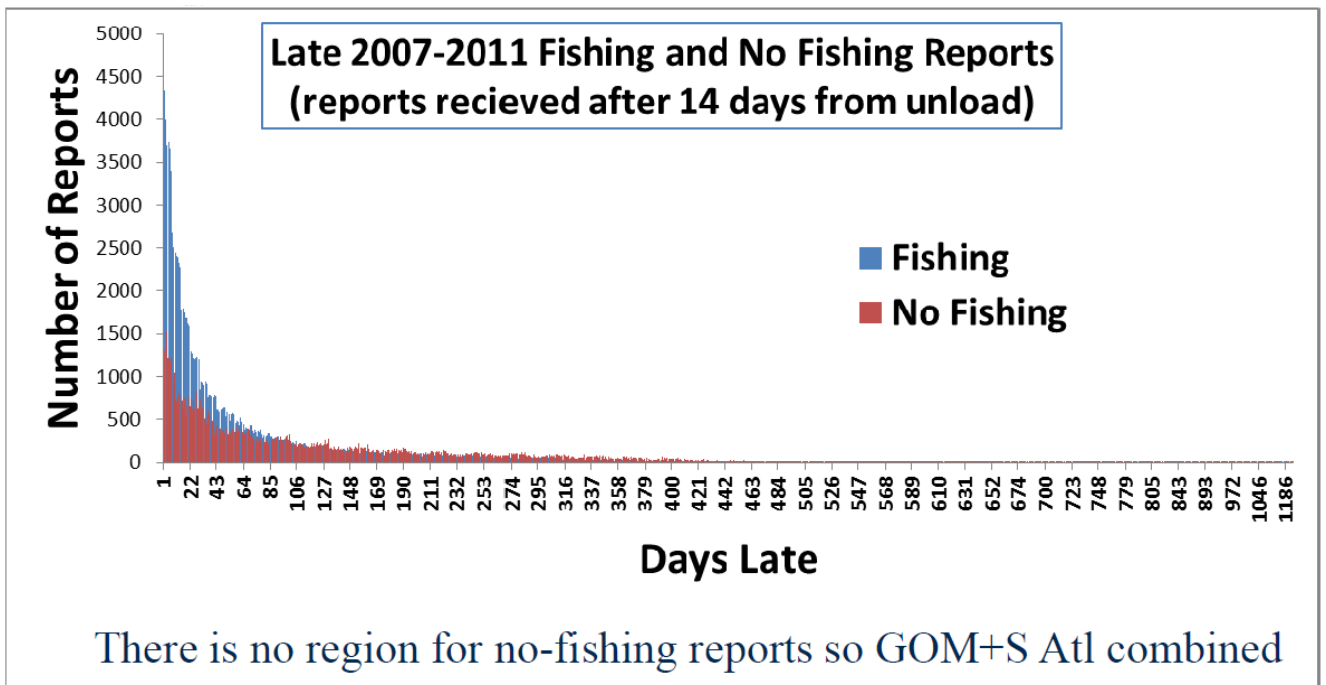 Late 2007-2011 Fishing and No Fishing Reports
(reports recieved after 14 days from unload)
Number of Reports
5000
4500
4000
3500
3000
2500
2000
1500
1000
500
0
Fishing
No Fishing
1 22 43 64 85 106 127 148 169 190 211 232 253 274 295 316 337 358 379 400 421 442 463 484 505 526 547 568 589 610 631 652 674 700 723 748 779 805 843 893 972 1046 1186
Days Late
There is no region for no-fishing reports so GOM+S Atl combined